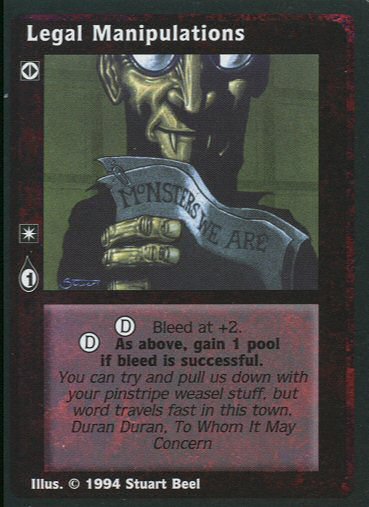 Legal Manipulations
MONSTERS
WE ARE
Stuart
1
D Bleed at +2.
D As above, gain 1 pool
if bleed is successful.
You can try and pull us down with
your pinstripe weasel stuff, but
word travels fast in this town.
Duran Duran, To Whom It May
Concern
Illus. © 1994 Stuart Beel